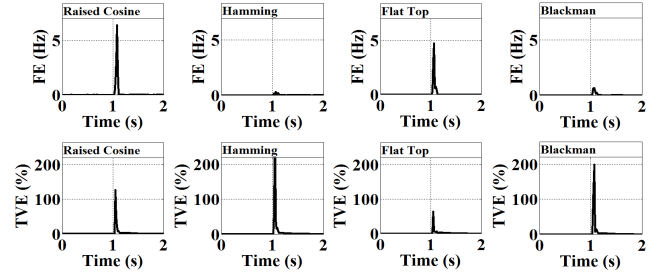 Raised Cosine
FE (Hz)
5
0
0 1 2
Time (s)
Hamming
FE (Hz)
5
0
0 1 2
Time (s)
Flat Top
FE (Hz)
5
0
0 1 2
Time (s)
Blackman
FE (Hz)
5
0
0 1 2
Time (s)
Raised Cosine
TVE (%)
200
100
0
0 1 2
Time (s)
Hamming
TVE (%)
200
100
0
0 1 2
Time (s)
Flat Top
TVE (%)
200
100
0
0 1 2
Time (s)
Blackman
TVE (%)
200
100
0
0 1 2
Time (s)